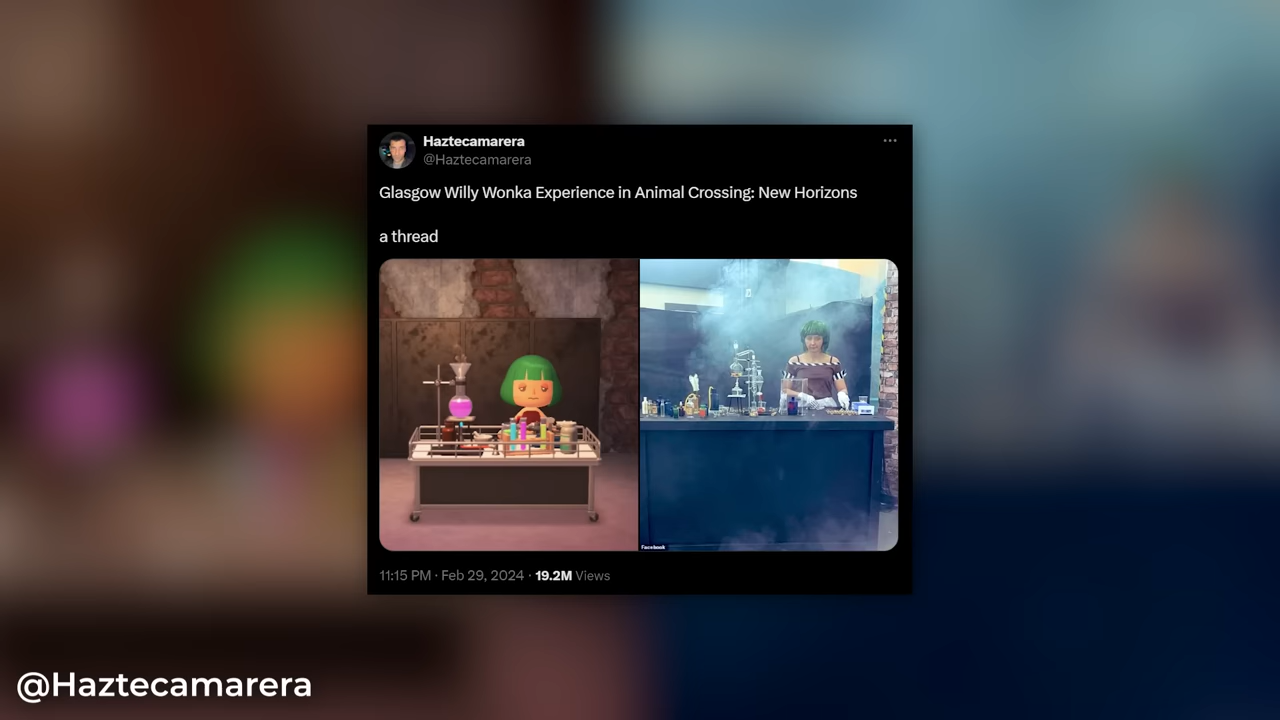 Haztecamarera
@Haztecamarera
Glasgow Willy Wonka Experience in Animal Crossing: New Horizons
a thread
Facebook
11:15 PM · Feb 29, 2024 · 19.2M Views
@Haztecamarera